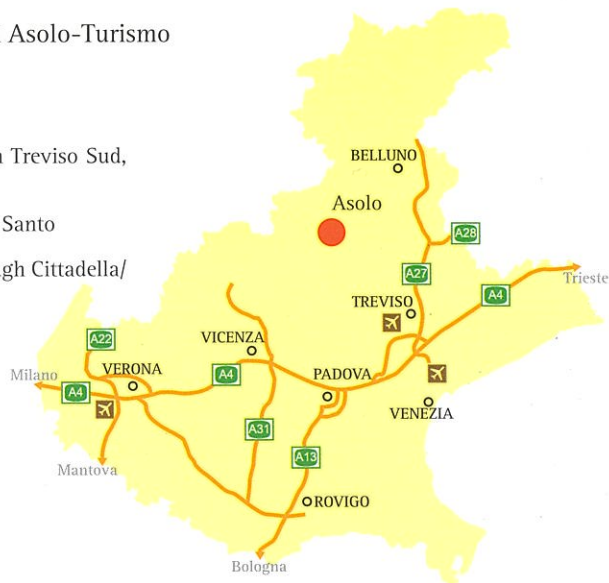 Asolo-Turismo
Treviso Sud,
Santo
Cittadella/
BELLUNO
Asolo
A28
A27
Trieste
A4
TREVISO
A22
VICENZA
Milano
VERONA
A4
PADOVA
A4
VENEZIA
A31
A13
Mantova
ROVIGO
Bologna